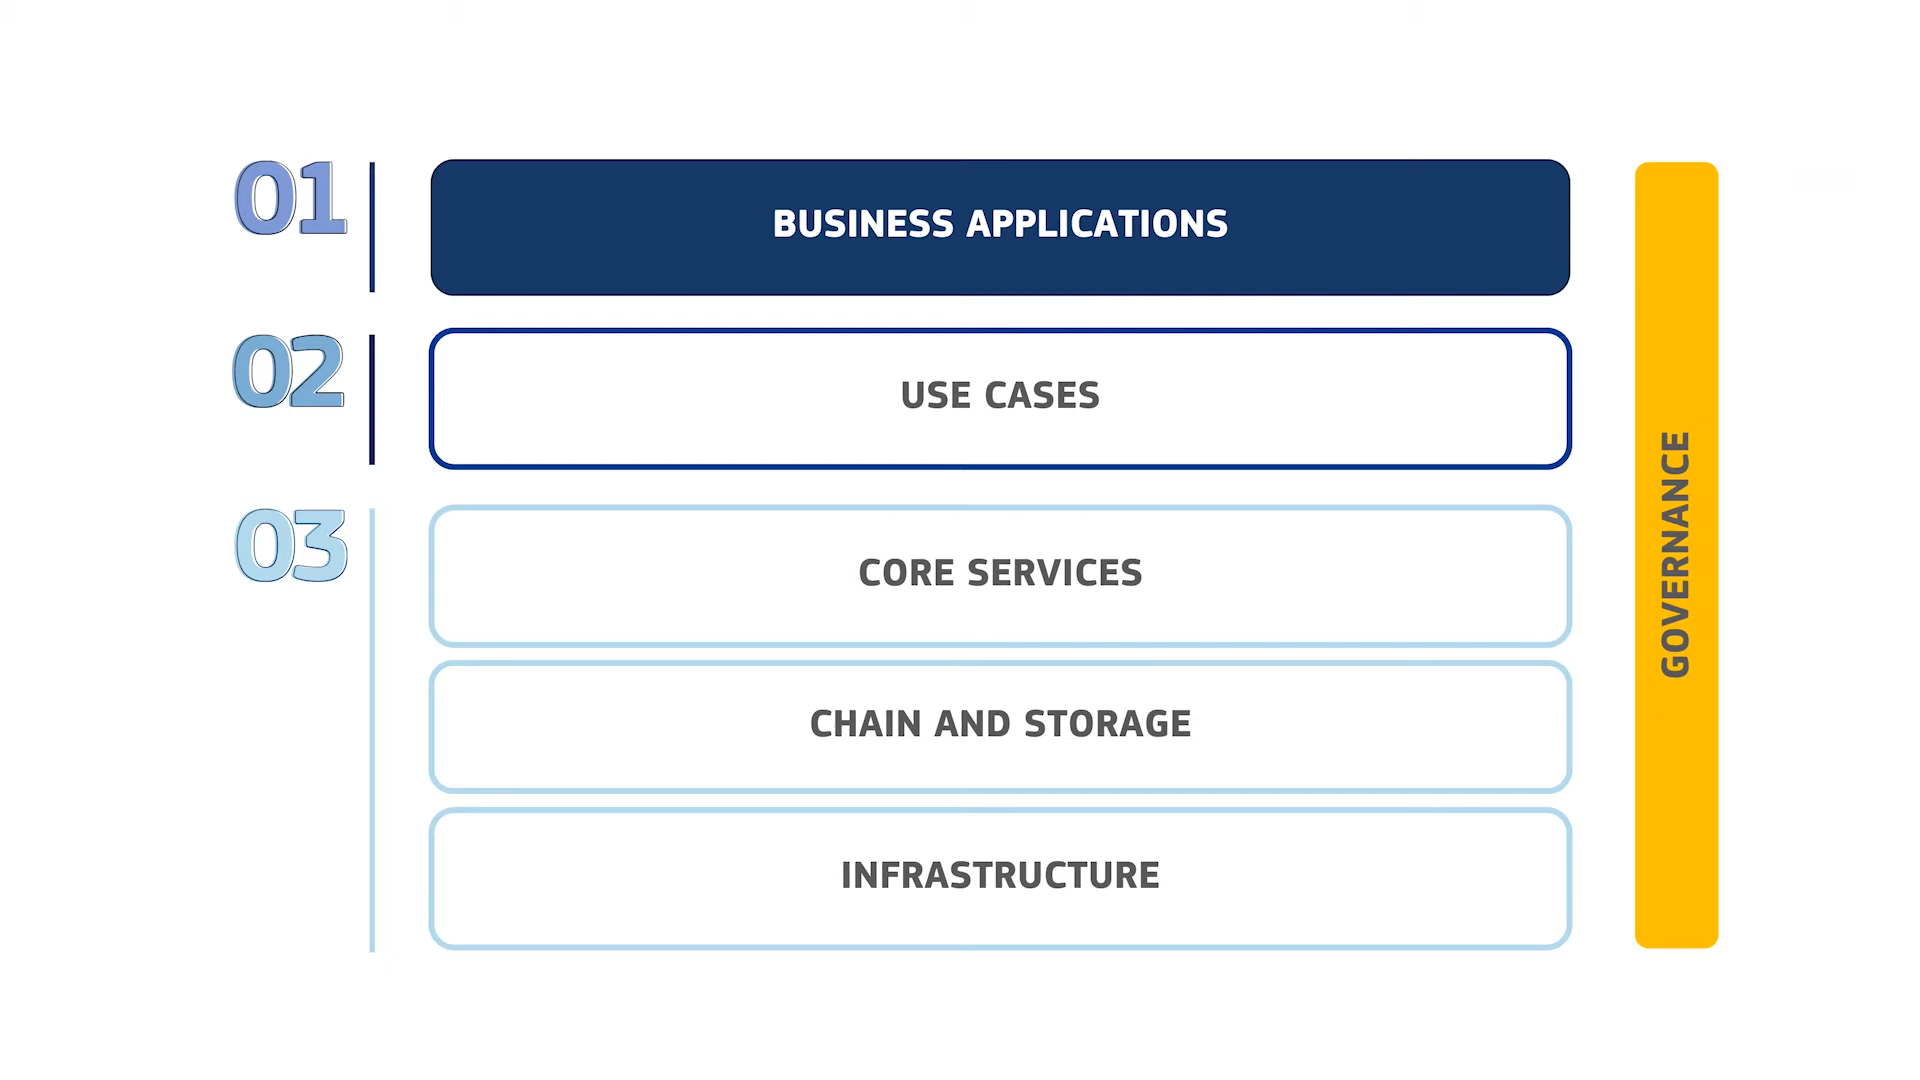 01
BUSINESS APPLICATIONS
02
USE CASES
03
CORE SERVICES
CHAIN AND STORAGE
INFRASTRUCTURE
GOVERNANCE